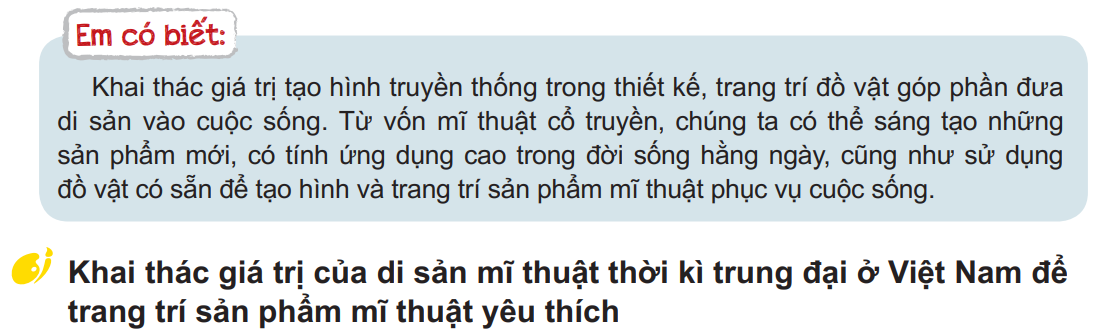 Em có biết:
Khai thác giá trị tạo hình truyền thống trong thiết kế, trang trí đồ vật góp phần đưa
di sản vào cuộc sống. Từ vốn mĩ thuật cổ truyền, chúng ta có thể sáng tạo những
sản phẩm mới, có tính ứng dụng cao trong đời sống hằng ngày, cũng như sử dụng
đồ vật có sẵn để tạo hình và trang trí sản phẩm mĩ thuật phục vụ cuộc sống.
Khai thác giá trị của di sản mĩ thuật thời kì trung đại ở Việt Nam để
trang trí sản phẩm mĩ thuật yêu thích